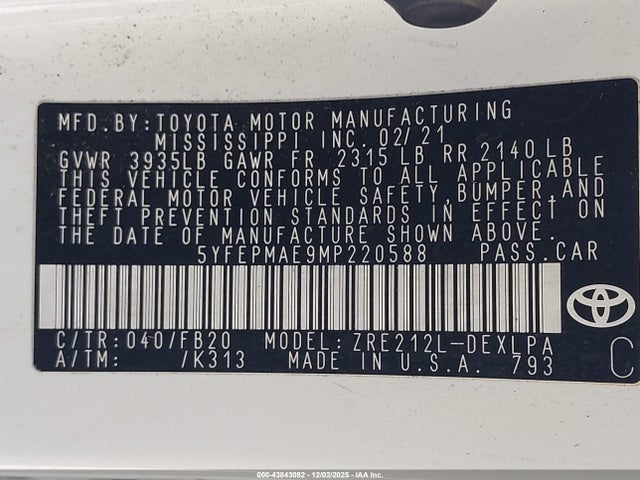 MFD.BY:TOYOTA MOTOR MANUFACTURING
MISSISSIPPI INC. 02/21
GVWR 3935LB GAWR FR 2315LB RR 2140LB
THIS VEHICLE CONFORMS TO ALL APPLICABLE
FEDERAL MOTOR VEHICLE SAFETY,BUMPER,AND
THEFT PREVENTION STANDARDS IN EFFECT ON
THE DATE OF MANUFACTURE SHOWN ABOVE.
5YFEPMAE9MP220588 PASS.CAR
C/TR:040/FB20 MODEL:ZRE212L-DEXLPA
A/TM: /K313 MADE IN U.S.A. 793
C
000-43843082 - 12/02/2025 - IAA Inc.